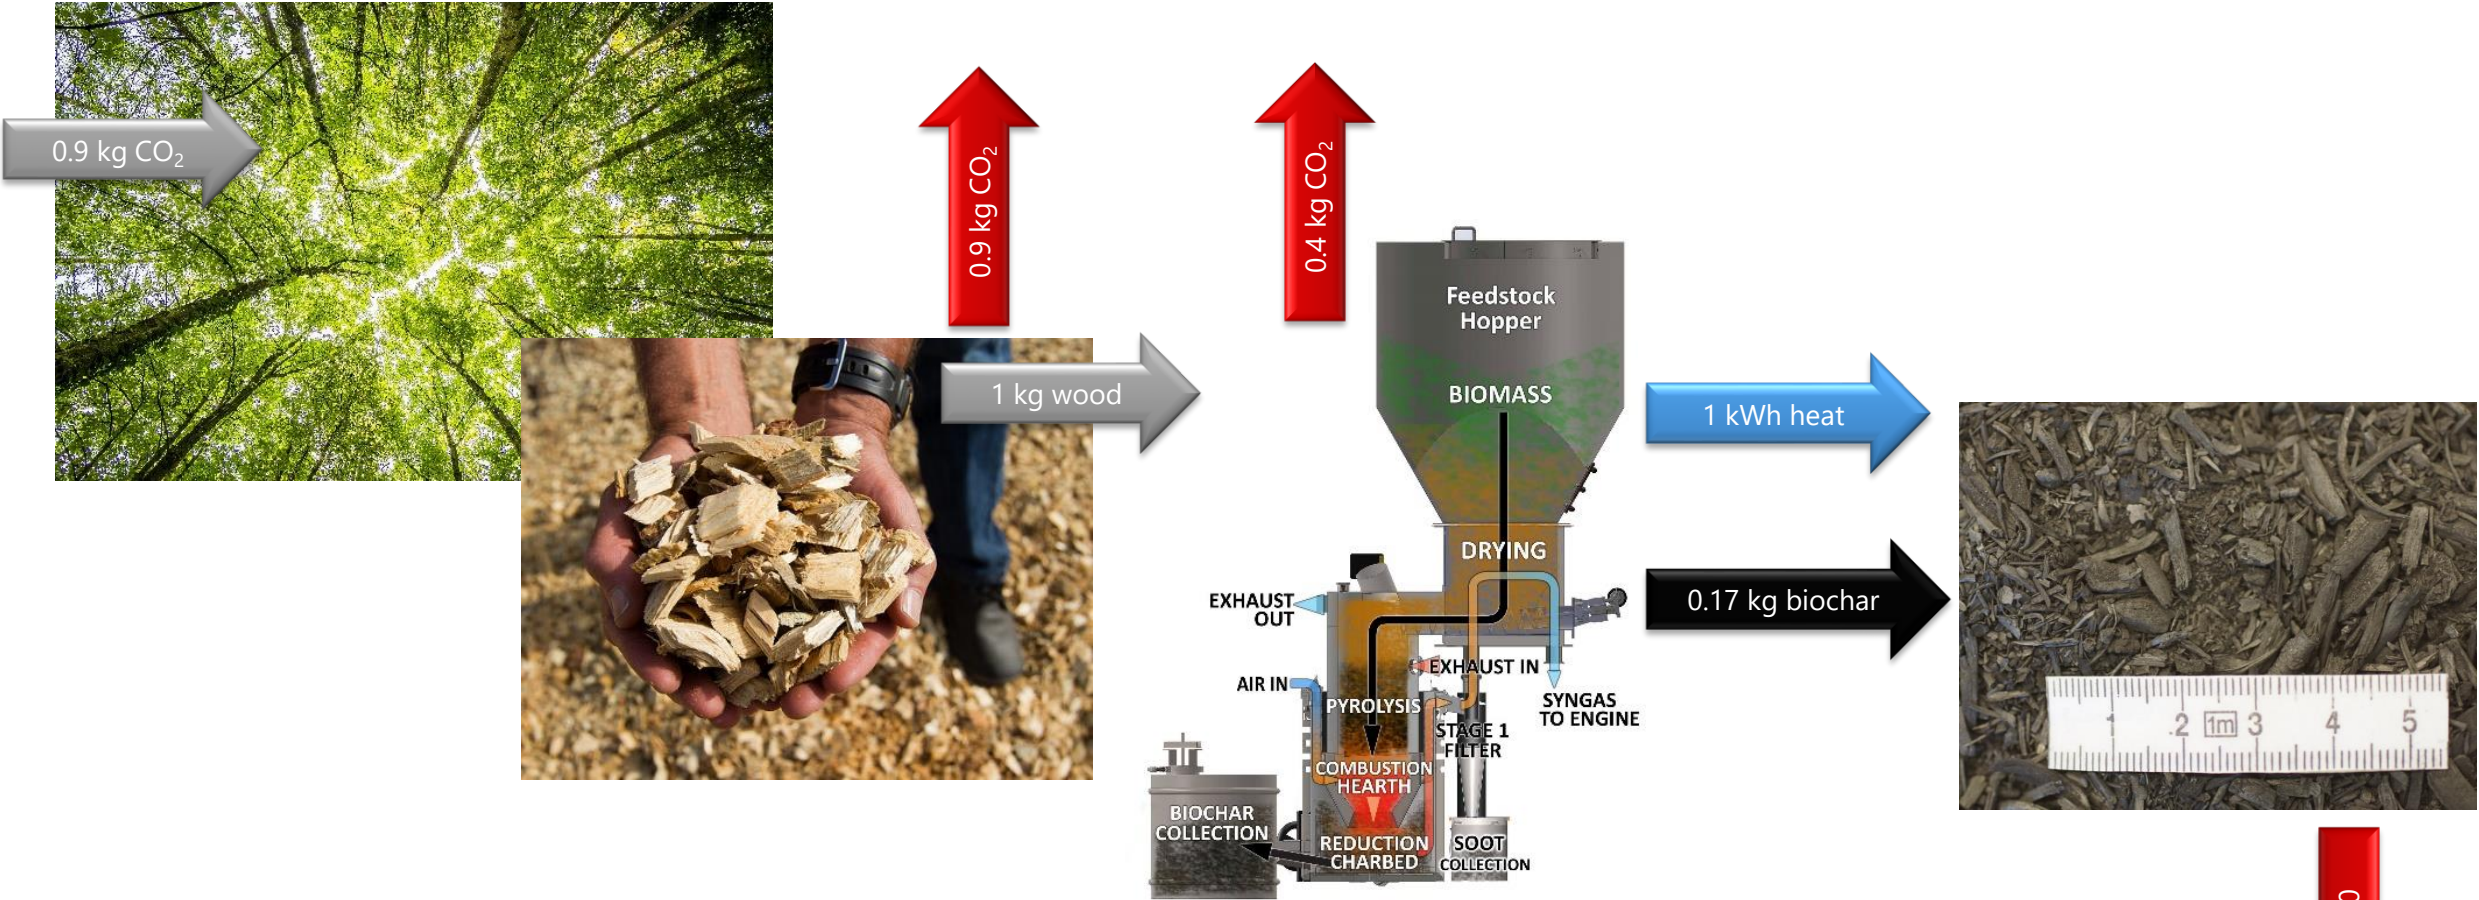 0.9 kg CO₂
0.9 kg CO₂
0.4 kg CO₂
1 kg wood
Feedstock
Hopper
BIOMASS
1 kWh heat
DRYING
0.17 kg biochar
EXHAUST
OUT
EXHAUST IN
AIR IN
PYROLYSIS
SYNGAS
TO ENGINE
STAGE 1
FILTER
COMBUSTION
HEARTH
BIOCHAR
COLLECTION
REDUCTION
CHARBED
SOOT
COLLECTION
1 2 1m 3 4 5